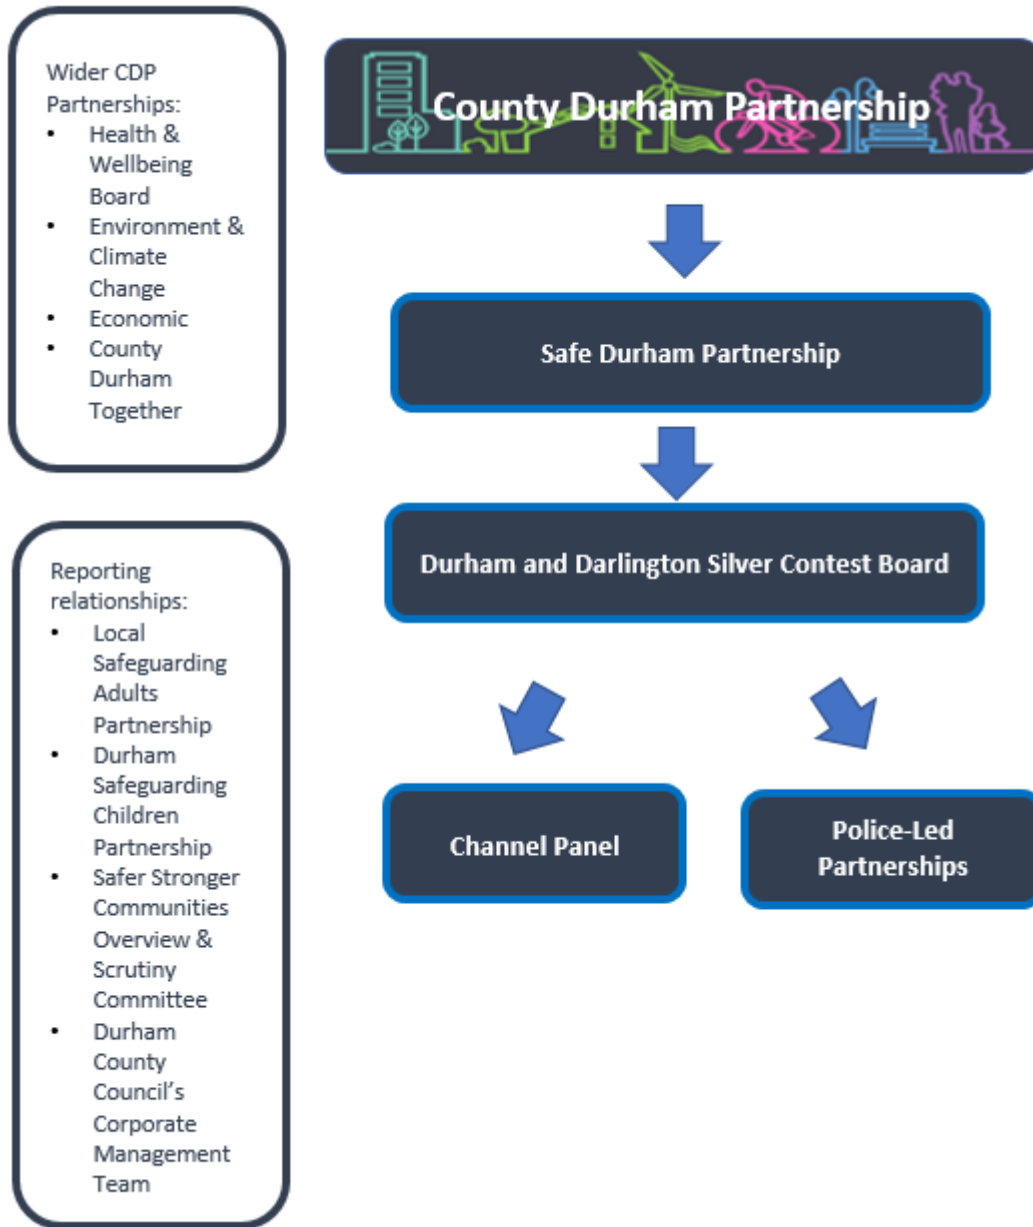 Wider CDP
Partnerships:
• Health &
Wellbeing
Board
• Environment &
Climate
Change
• Economic
• County
Durham
Together
Reporting
relationships:
• Local
Safeguarding
Adults
Partnership
• Durham
Safeguarding
Children
Partnership
• Safer Stronger
Communities
Overview &
Scrutiny
Committee
• Durham
County
Council's
Corporate
Management
Team
County Durham Partnership
Safe Durham Partnership
Durham and Darlington Silver Contest Board
Channel Panel
Police-Led
Partnerships